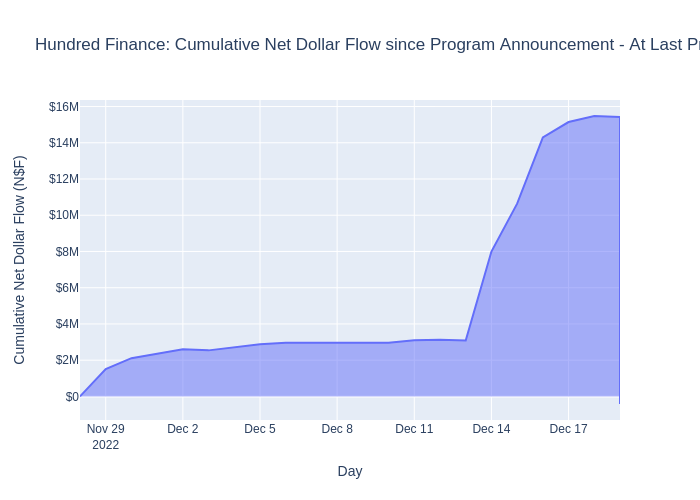 Hundred Finance: Cumulative Net Dollar Flow since Program Announcement - At Last
Cumulative Net Dollar Flow (N$F)
$16M
$14M
$12M
$10M
$8M
$6M
$4M
$2M
$0
Nov 29
2022
Dec 2
Dec 5
Dec 8
Dec 11
Dec 14
Dec 17
Day